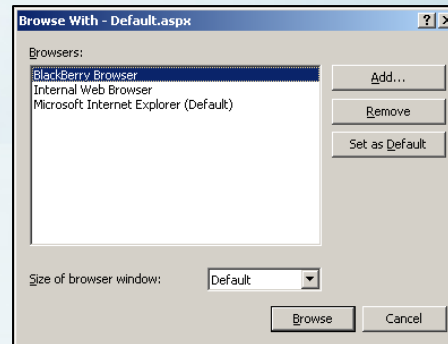 Browse With - Default.aspx
Browsers:
BlackBerry Browser
Internal Web Browser
Microsoft Internet Explorer (Default)
Add...
Remove
Set as Default
Size of browser window:
Default
Browse
Cancel